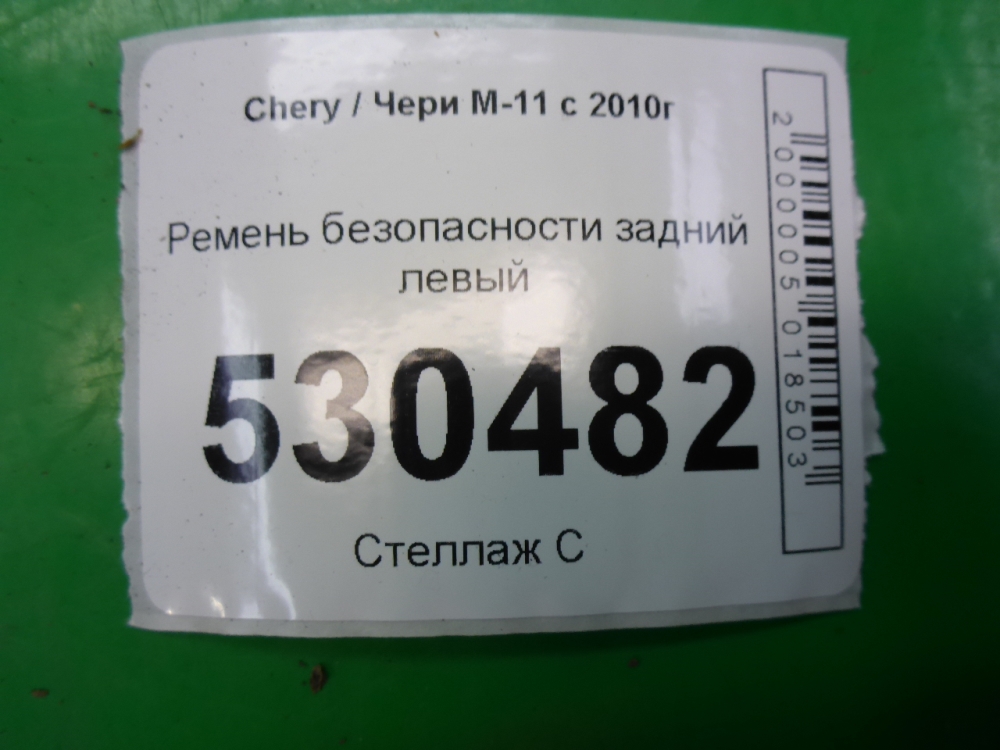 Chery / Чери М-11 с 2010г
Ремень безопасности задний
левый
530482
Стеллаж С
2000005018503